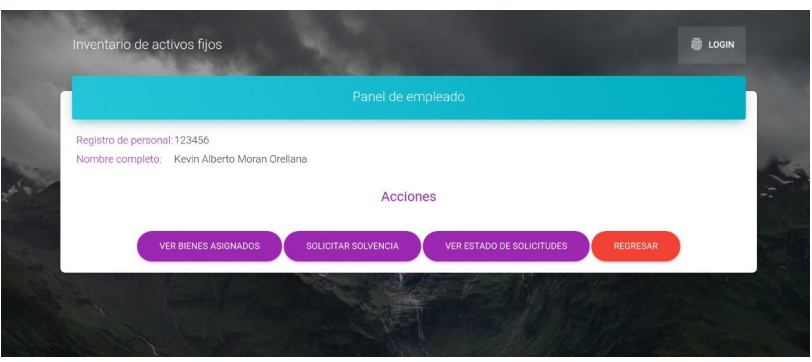 Inventario de activos fijos
LOGIN
Panel de empleado
Registro de personal: 123456
Nombre completo: Kevin Alberto Moran Orellana
Acciones
VER BIENES ASIGNADOS SOLICITAR SOLVENCIA VER ESTADO DE SOLICITUDES REGRESAR